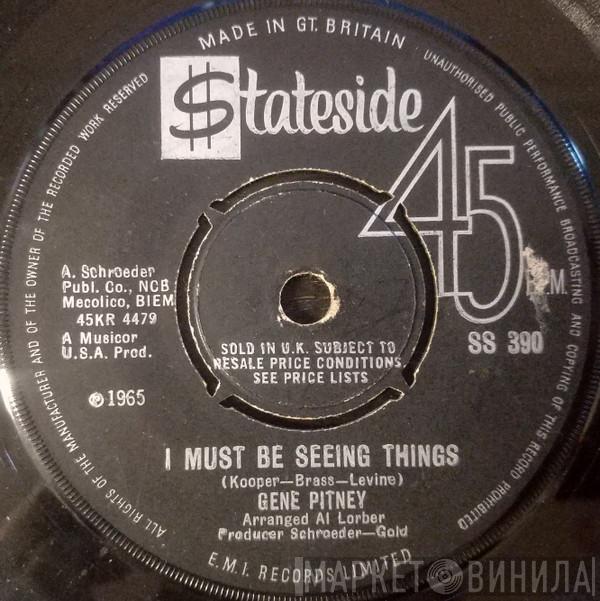 MADE IN GT. BRITAIN
UNAUTHORISED PUBLIC PERFORMANCE BROADCASTING AND COPYING OF THIS RECORD PROHIBITED
ALL RIGHTS OF THE MANUFACTURER AND OF THE OWNER OF THE RECORDED WORK RESERVED
$tateside
45
R.P.M.
A. Schroeder
Publ. Co., NCB
Mecolico, BIEM
45KR 4479
A Musicor
U.S.A. Prod.
℗1965
SOLD IN U.K. SUBJECT TO
RESALE PRICE CONDITIONS,
SEE PRICE LISTS
SS 390
I MUST BE SEEING THINGS
(Kooper—Brass—Levine)
GENE PITNEY
Arranged Al Lorber
Producer Schroeder—Gold
E.M.I. RECORDS LIMITED
МАРКЕТ ВИНИЛА